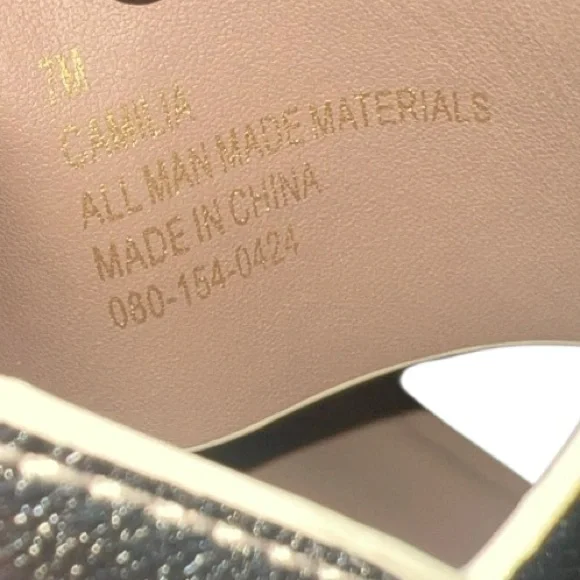 7M
CAMILIA
ALL MAN MADE MATERIALS
MADE IN CHINA
080-154-0424